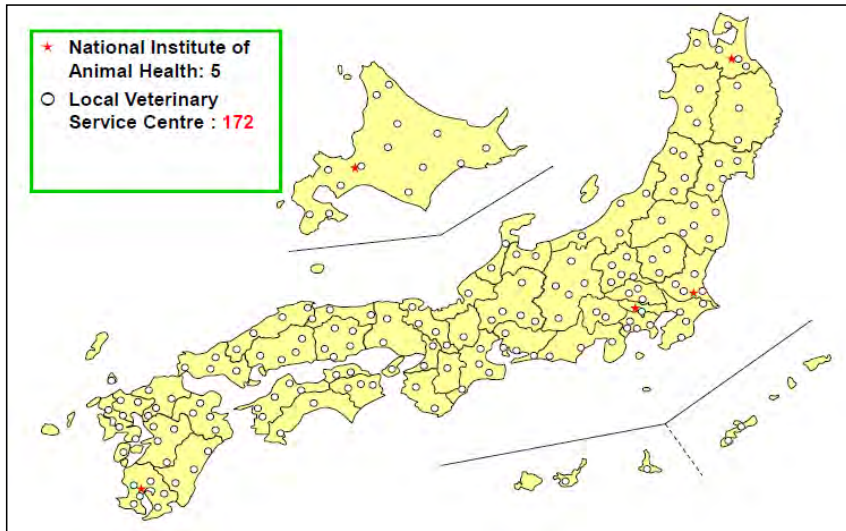 National Institute of
Animal Health: 5
Local Veterinary
Service Centre : 172